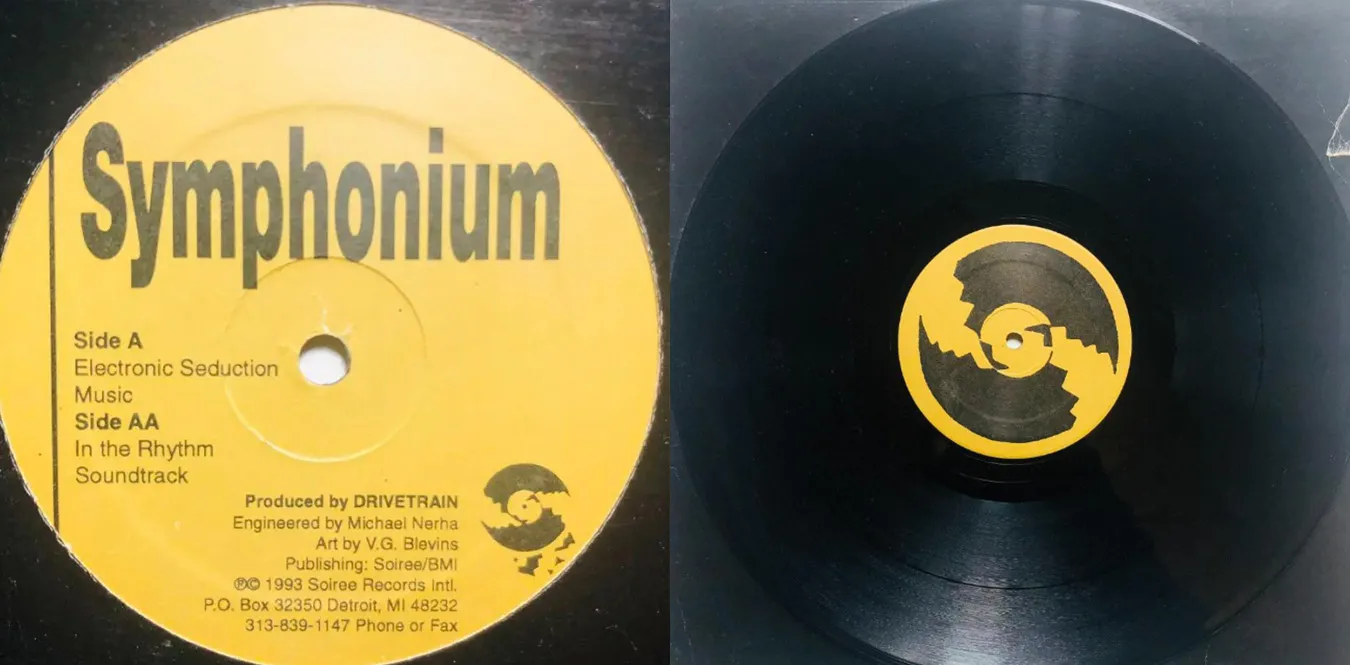 Symphonium
Side A
Electronic Seduction
Music
Side AA
In the Rhythm
Soundtrack
Produced by DRIVETRAIN
Engineered by Michael Nerha
Art by V.G. Blevins
Publishing: Soiree/BMI
℗© 1993 Soiree Records Intl.
P.O. Box 32350 Detroit, MI 48232
313-839-1147 Phone or Fax